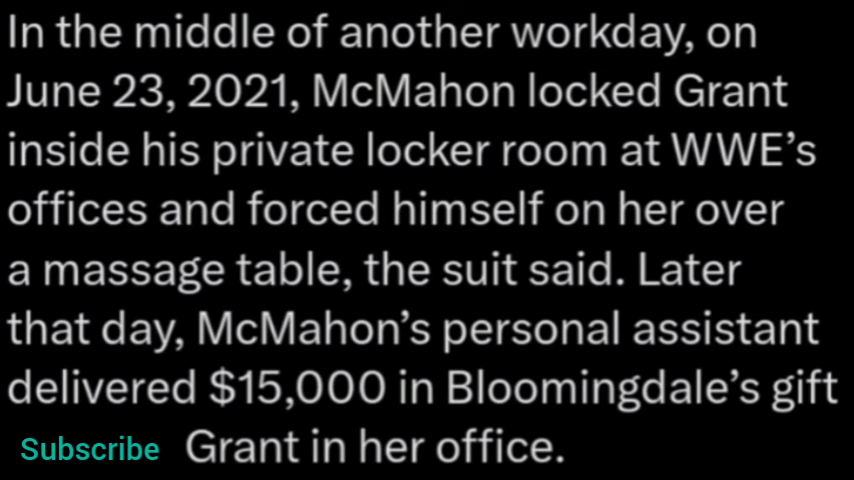 In the middle of another workday, on
June 23, 2021, McMahon locked Grant
inside his private locker room at WWE’s
offices and forced himself on her over
a massage table, the suit said. Later
that day, McMahon’s personal assistant
delivered $15,000 in Bloomingdale’s gift
Subscribe Grant in her office.